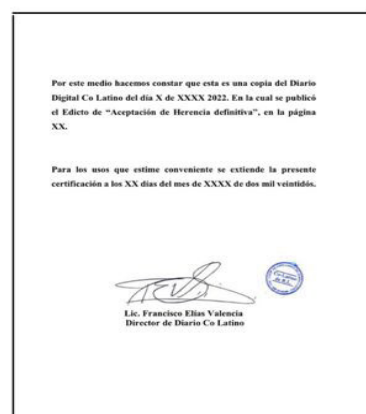 Por este medio hacemos constar que esta es una copia del Diario
Digital Co Latino del día X de XXXX 2022. En la cual se publicó
el Edicto de “Aceptación de Herencia definitiva”, en la página
XX.
Para los usos que estime conveniente se extiende la presente
certificación a los XX días del mes de XXXX de dos mil veintidós.
Lic. Francisco Elías Valencia
Director de Diario Co Latino